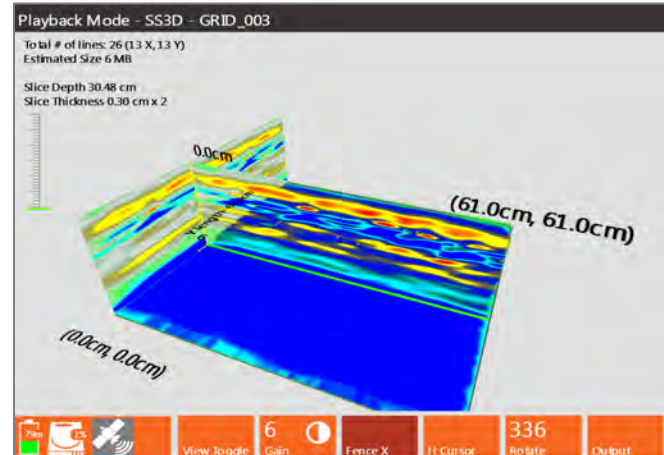 Playback Mode - SS3D - GRID_003
Total # of lines: 26 (13 X, 13 Y)
Estimated Size 6 MB
Slice Depth 30.48 cm
Slice Thickness 0.30 cm x 2
0.0cm
(61.0cm, 61.0cm)
(0.0cm, 0.0cm)
6
336
View Toggle
Gain
Fence X
H Cursor
Rotate
Output